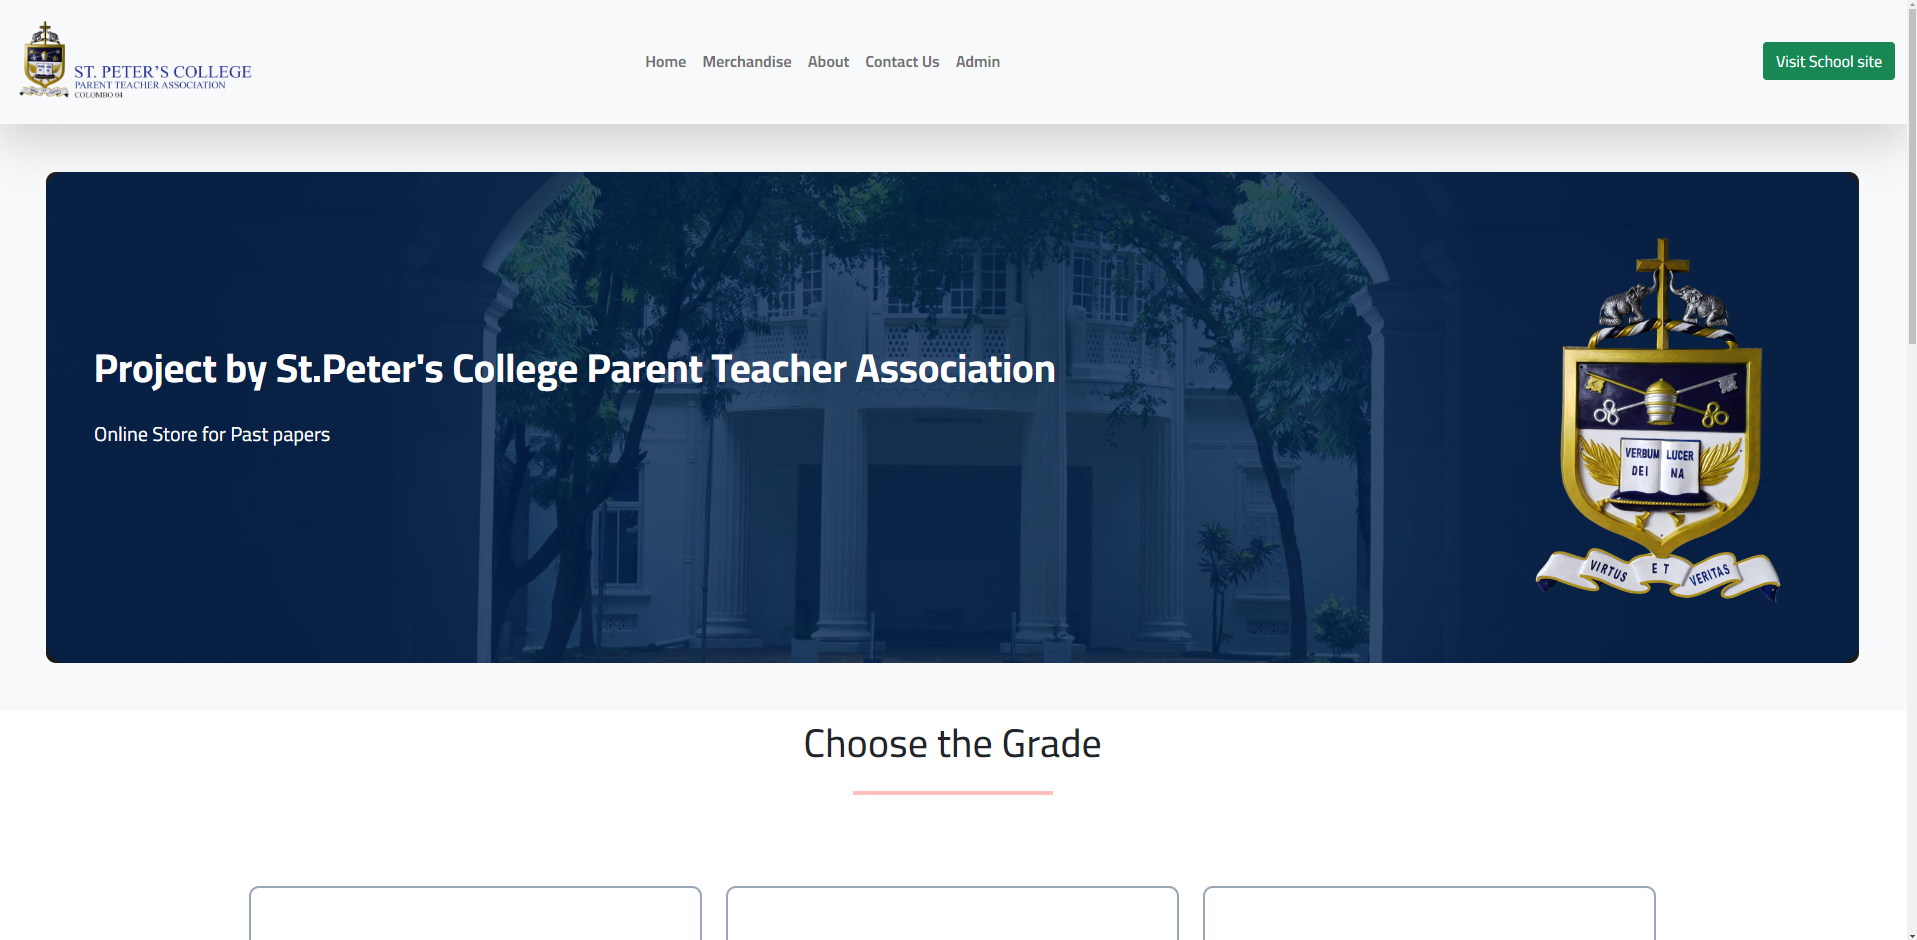 ST. PETER'S COLLEGE
PARENT TEACHER ASSOCIATION
COLOMBO 04
Home Merchandise About Contact Us Admin
Visit School site
Project by St.Peter's College Parent Teacher Association
Online Store for Past papers
VERBUM LUCER
DEI NA
VIRTUS ET VERITAS
Choose the Grade